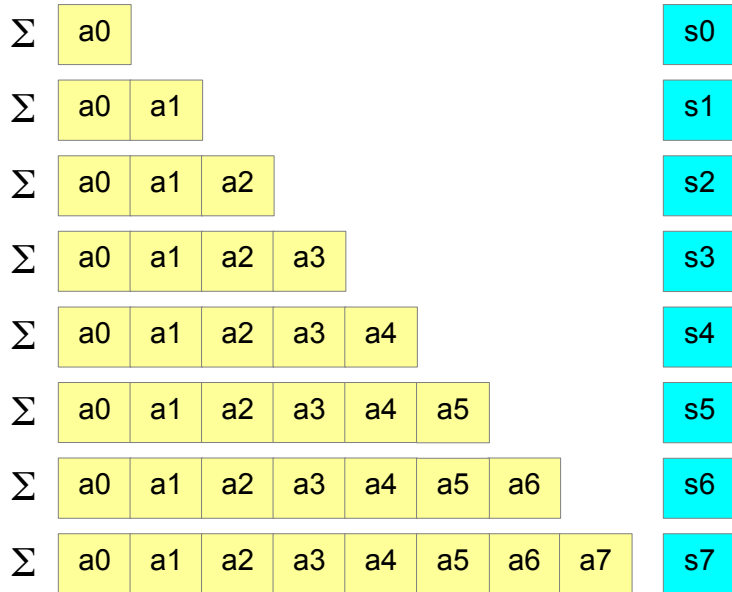 Σ a0 s0
Σ a0 a1 s1
Σ a0 a1 a2 s2
Σ a0 a1 a2 a3 s3
Σ a0 a1 a2 a3 a4 s4
Σ a0 a1 a2 a3 a4 a5 s5
Σ a0 a1 a2 a3 a4 a5 a6 s6
Σ a0 a1 a2 a3 a4 a5 a6 a7 s7